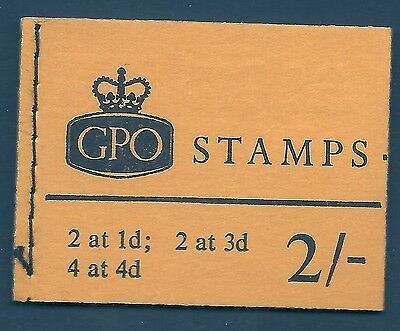 GPO STAMPS.
2 at 1d; 2 at 3d
4 at 4d 2/-